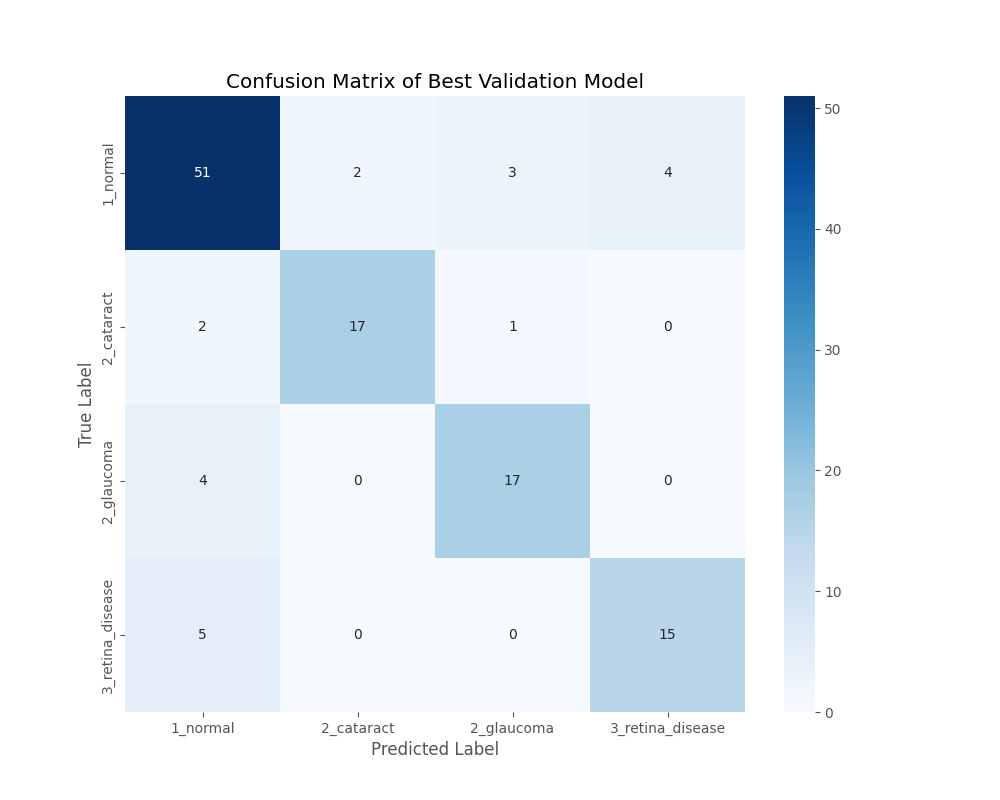 Confusion Matrix of Best Validation Model
1_normal
51 2 3 4
2_cataract
2 17 1 0
2_glaucoma
4 0 17 0
3_retina_disease
5 0 0 15
True Label
1_normal 2_cataract 2_glaucoma 3_retina_disease
Predicted Label
50
40
30
20
10
0